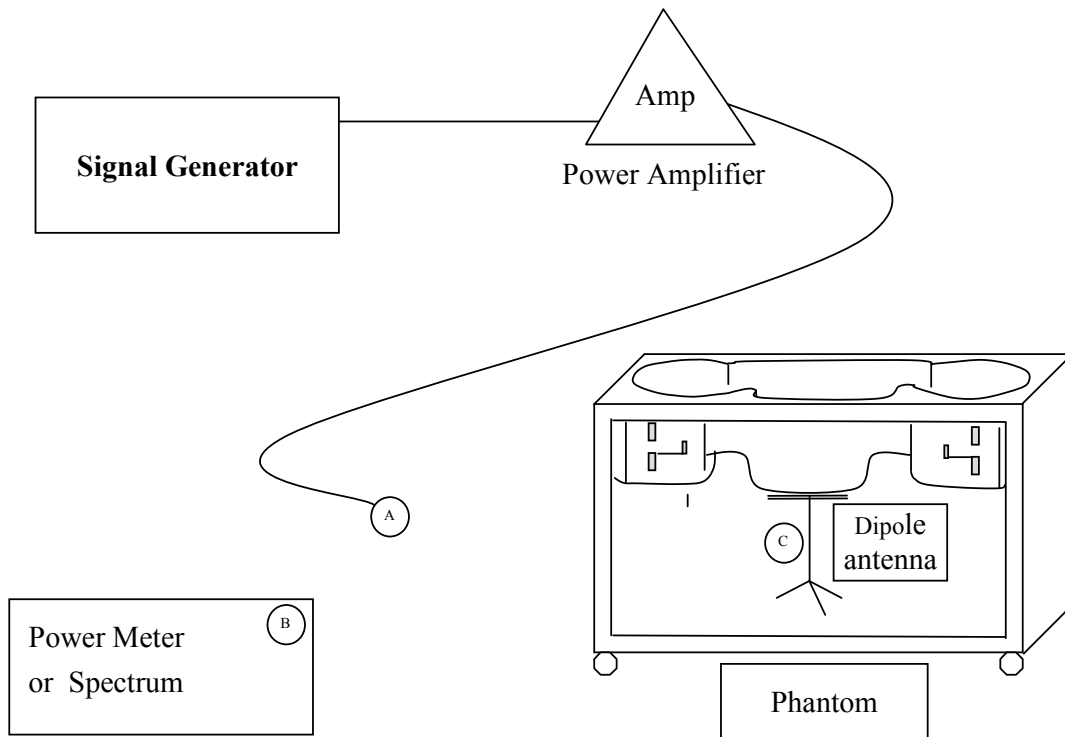 Amp
Signal Generator
Power Amplifier
A
C
Dipole
antenna
B
Power Meter
or Spectrum
Phantom